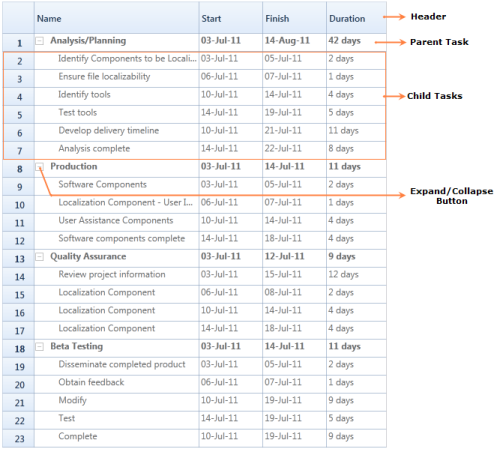 Name Start Finish Duration Header
1 Analysis/Planning 03-Jul-11 14-Aug-11 42 days Parent Task
2 Identify Components to be Locali... 03-Jul-11 05-Jul-11 2 days
3 Ensure file localizability 06-Jul-11 07-Jul-11 1 days
4 Identify tools 10-Jul-11 14-Jul-11 4 days Child Tasks
5 Test tools 14-Jul-11 19-Jul-11 5 days
6 Develop delivery timeline 10-Jul-11 21-Jul-11 11 days
7 Analysis complete 14-Jul-11 22-Jul-11 8 days
8 Production 03-Jul-11 14-Jul-11 11 days
9 Software Components 03-Jul-11 05-Jul-11 2 days Expand/Collapse
10 Localization Component - User I... 06-Jul-11 07-Jul-11 1 days Button
11 User Assistance Components 10-Jul-11 14-Jul-11 4 days
12 Software components complete 14-Jul-11 18-Jul-11 4 days
13 Quality Assurance 03-Jul-11 12-Jul-11 9 days
14 Review project information 03-Jul-11 15-Jul-11 12 days
15 Localization Component 06-Jul-11 08-Jul-11 2 days
16 Localization Component 10-Jul-11 14-Jul-11 4 days
17 Localization Component 14-Jul-11 18-Jul-11 4 days
18 Beta Testing 03-Jul-11 14-Jul-11 11 days
19 Disseminate completed product 03-Jul-11 05-Jul-11 2 days
20 Obtain feedback 06-Jul-11 07-Jul-11 1 days
21 Modify 10-Jul-11 19-Jul-11 9 days
22 Test 14-Jul-11 19-Jul-11 5 days
23 Complete 10-Jul-11 19-Jul-11 9 days